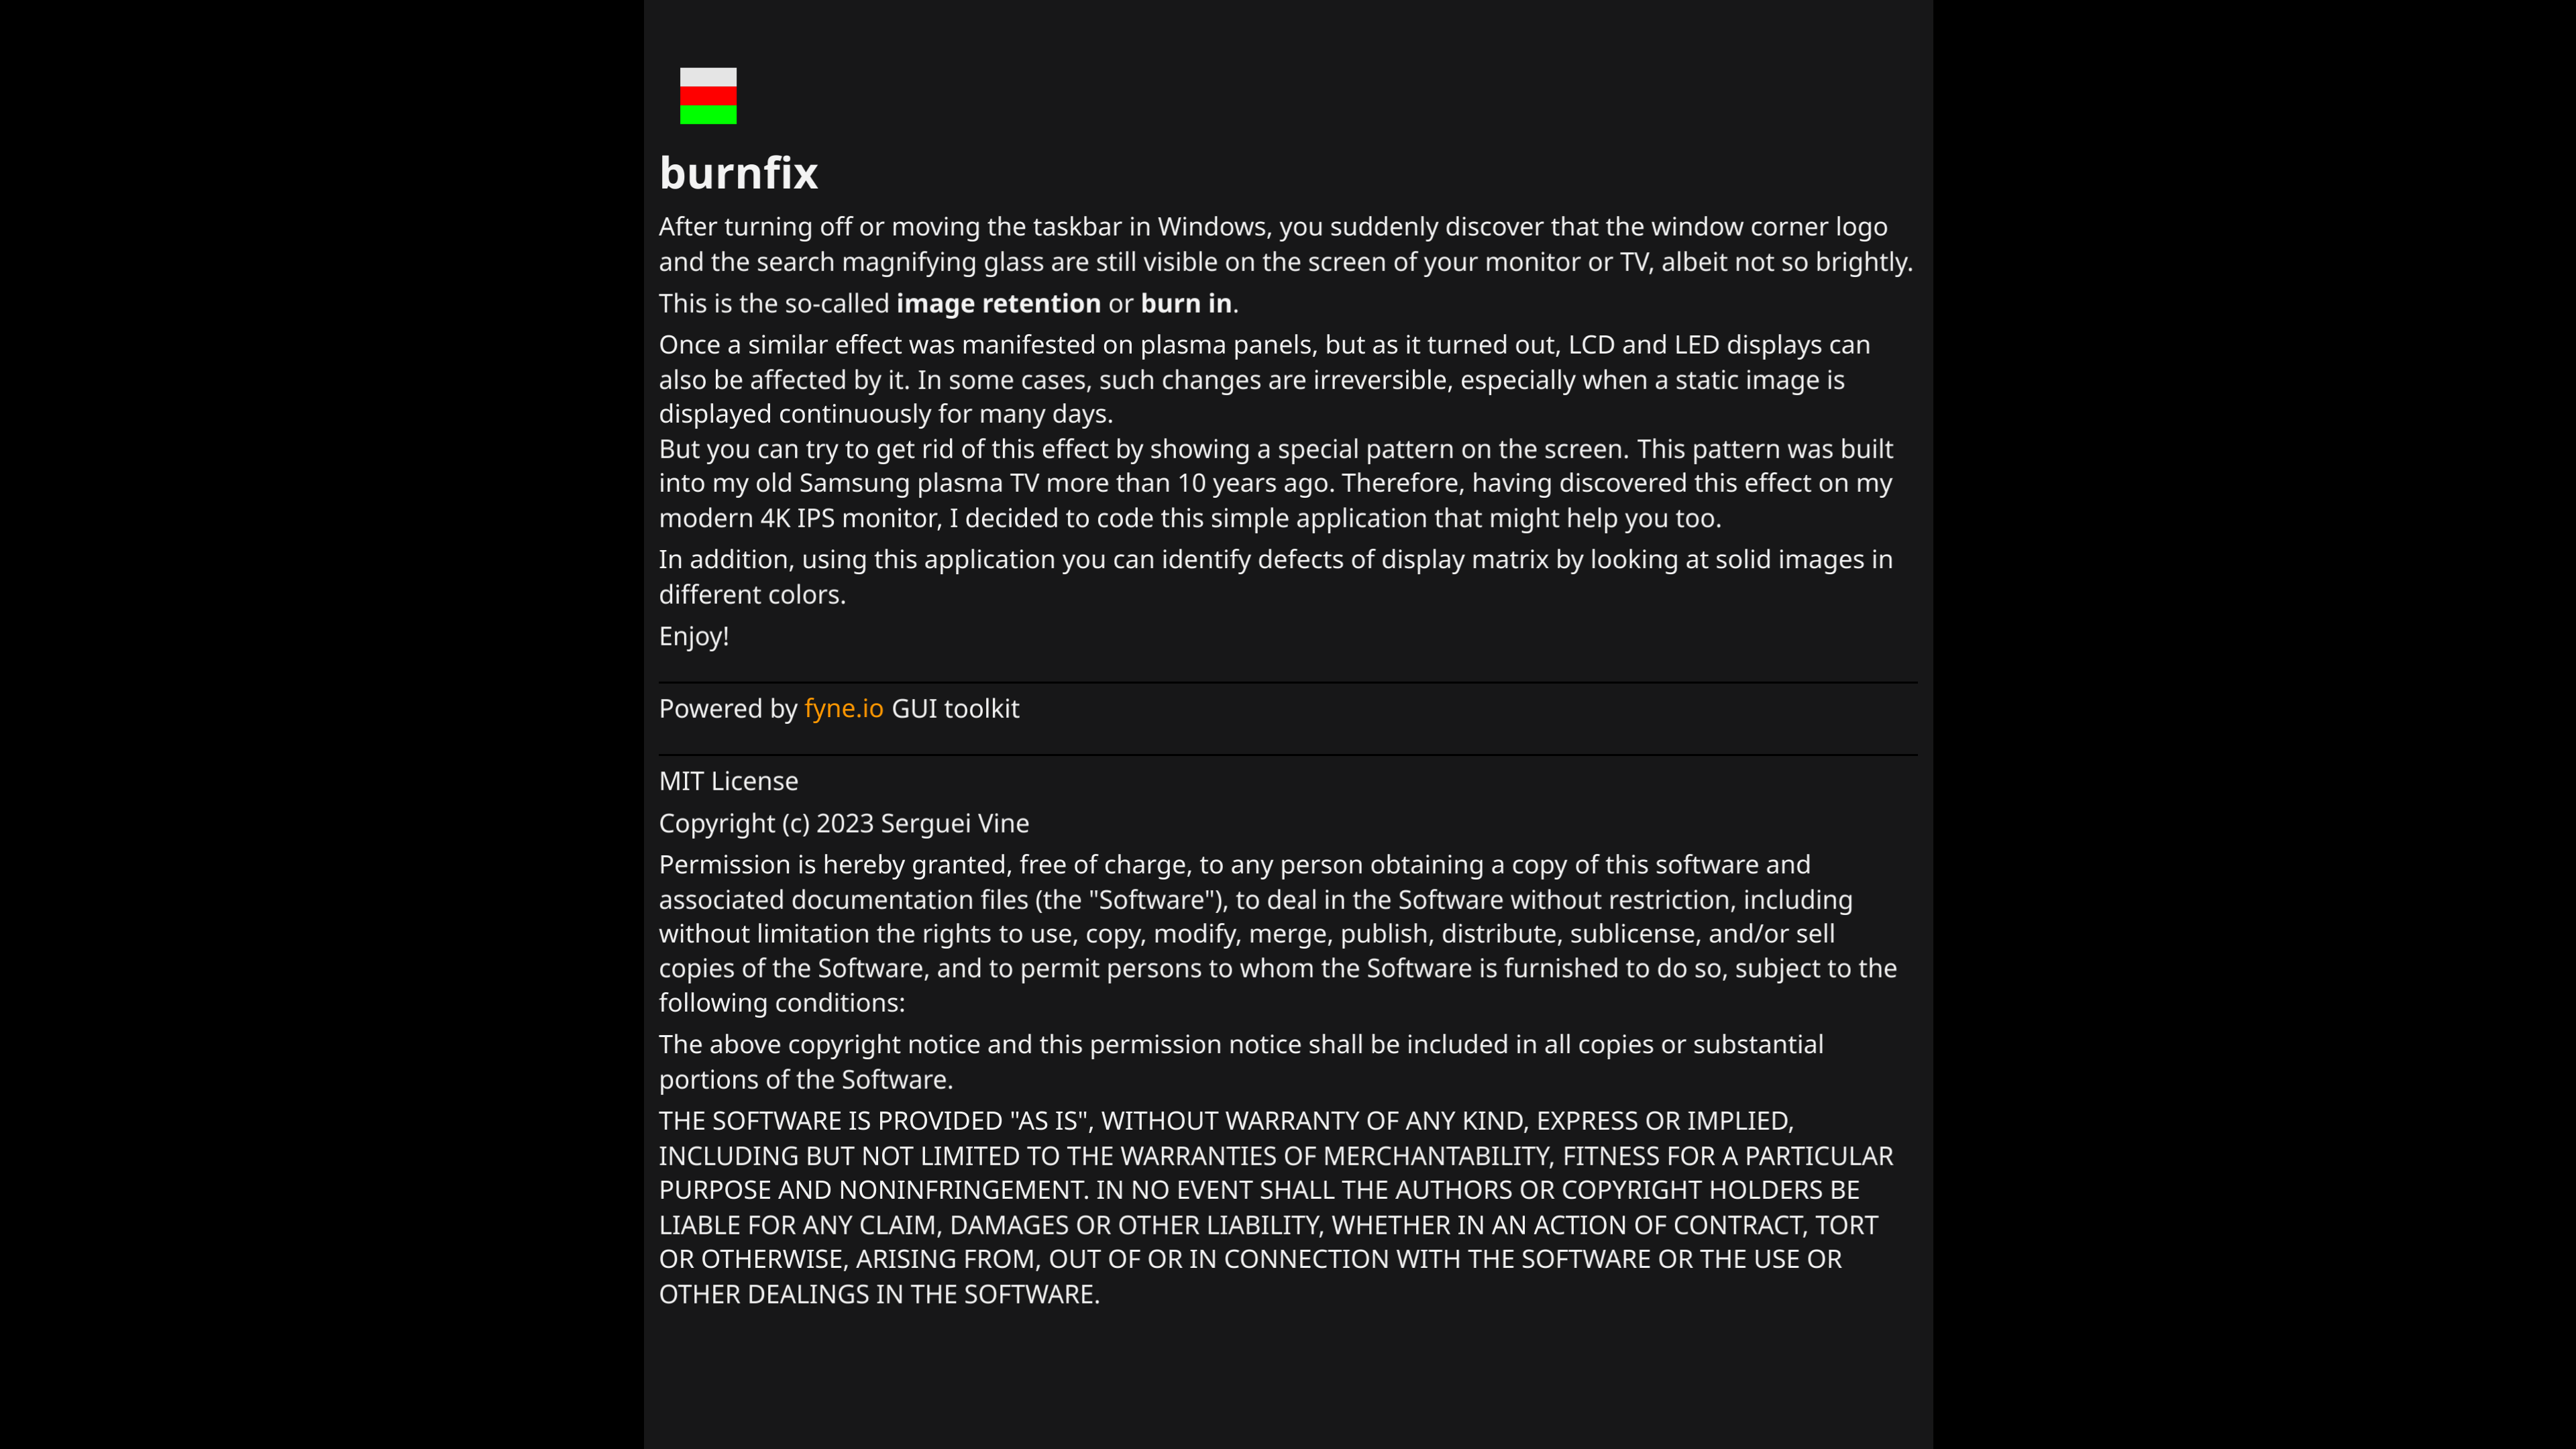 burnfix
After turning off or moving the taskbar in Windows, you suddenly discover that the window corner logo
and the search magnifying glass are still visible on the screen of your monitor or TV, albeit not so brightly.
This is the so-called image retention or burn in.
Once a similar effect was manifested on plasma panels, but as it turned out, LCD and LED displays can
also be affected by it. In some cases, such changes are irreversible, especially when a static image is
displayed continuously for many days.
But you can try to get rid of this effect by showing a special pattern on the screen. This pattern was built
into my old Samsung plasma TV more than 10 years ago. Therefore, having discovered this effect on my
modern 4K IPS monitor, I decided to code this simple application that might help you too.
In addition, using this application you can identify defects of display matrix by looking at solid images in
different colors.
Enjoy!
Powered by fyne.io GUI toolkit
MIT License
Copyright (c) 2023 Serguei Vine
Permission is hereby granted, free of charge, to any person obtaining a copy of this software and
associated documentation files (the "Software"), to deal in the Software without restriction, including
without limitation the rights to use, copy, modify, merge, publish, distribute, sublicense, and/or sell
copies of the Software, and to permit persons to whom the Software is furnished to do so, subject to the
following conditions:
The above copyright notice and this permission notice shall be included in all copies or substantial
portions of the Software.
THE SOFTWARE IS PROVIDED "AS IS", WITHOUT WARRANTY OF ANY KIND, EXPRESS OR IMPLIED,
INCLUDING BUT NOT LIMITED TO THE WARRANTIES OF MERCHANTABILITY, FITNESS FOR A PARTICULAR
PURPOSE AND NONINFRINGEMENT. IN NO EVENT SHALL THE AUTHORS OR COPYRIGHT HOLDERS BE
LIABLE FOR ANY CLAIM, DAMAGES OR OTHER LIABILITY, WHETHER IN AN ACTION OF CONTRACT, TORT
OR OTHERWISE, ARISING FROM, OUT OF OR IN CONNECTION WITH THE SOFTWARE OR THE USE OR
OTHER DEALINGS IN THE SOFTWARE.